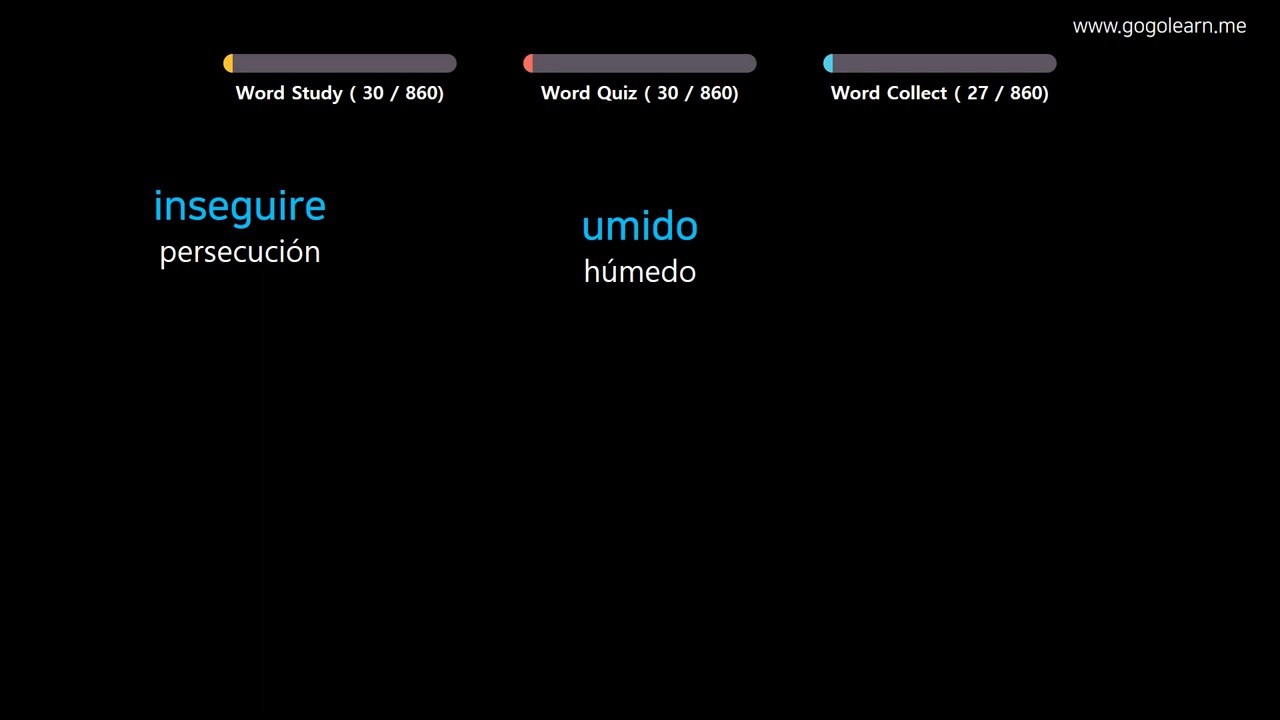 www.gogolearn.me
Word Study ( 30 / 860)
Word Quiz ( 30 / 860)
Word Collect ( 27 / 860)
inseguire
persecución
umido
húmedo